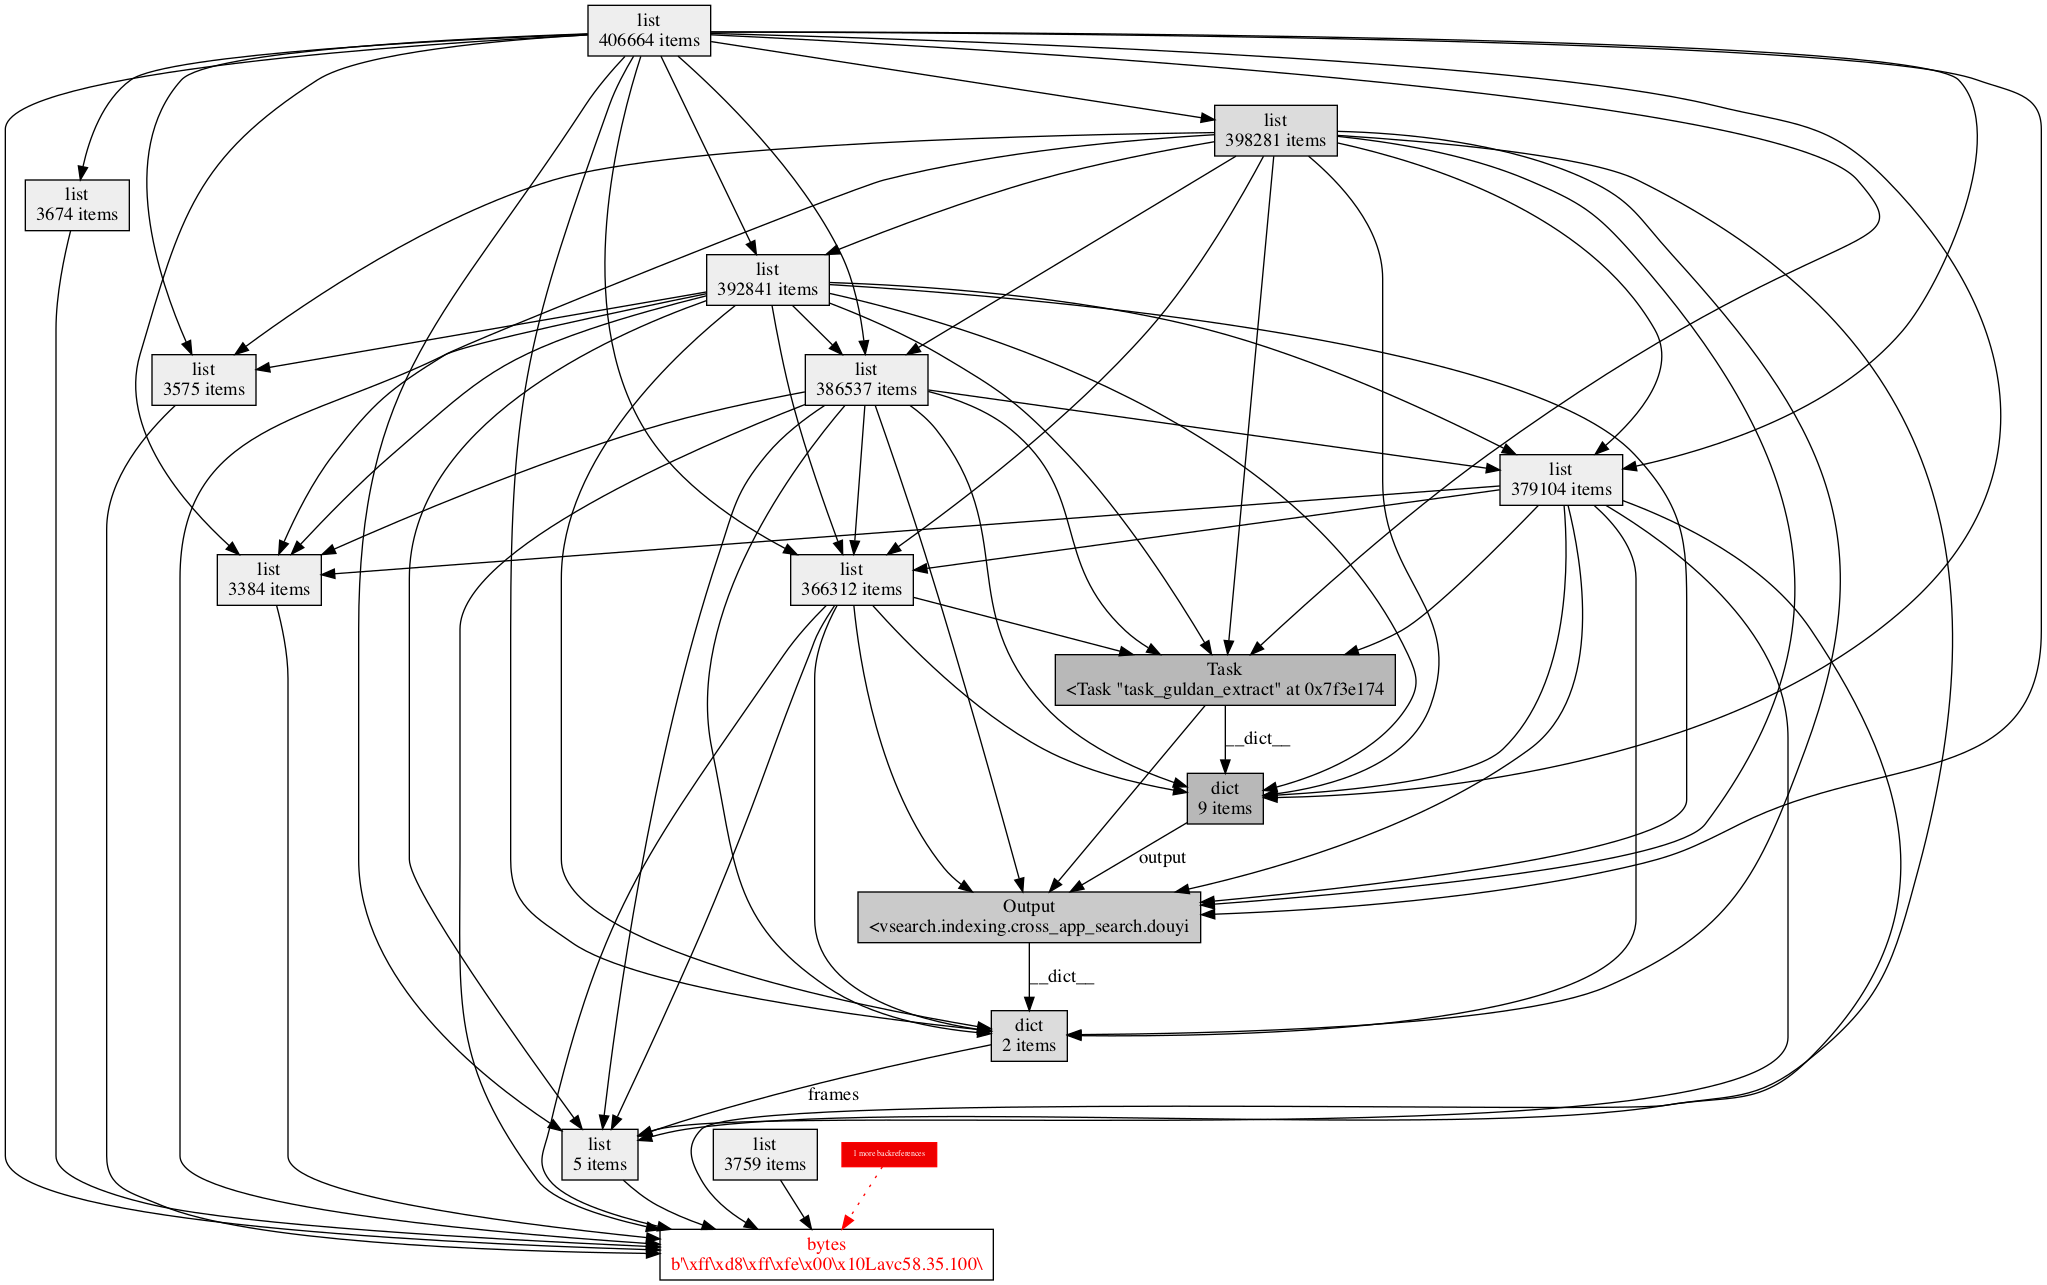 list
406664 items
list
398281 items
list
3674 items
list
392841 items
list
3575 items
list
386537 items
list
379104 items
list
3384 items
list
366312 items
Task
<Task "task_guldan_extract" at 0x7f3e174
__dict__
dict
9 items
output
Output
<vsearch.indexing.cross_app_search.douyi
__dict__
dict
2 items
frames
list
5 items
list
3759 items
1 more backreferences
bytes
b'\xff\xd8\xff\xfe\x00\x10Lavc58.35.100\